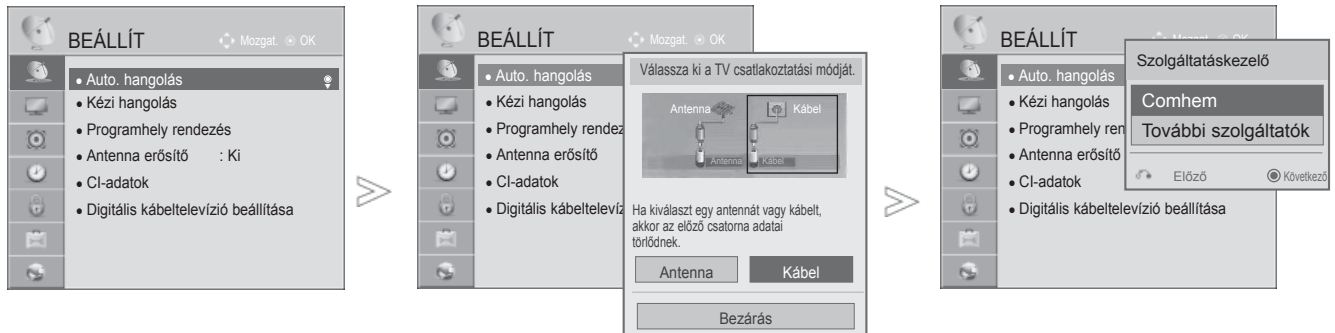 BEÁLLÍT
Mozgat. OK
• Auto. hangolás
• Kézi hangolás
• Programhely rendezés
• Antenna erősítő : Ki
• CI-adatok
• Digitális kábeltelevízió beállítása
BEÁLLÍT
Mozgat. OK
• Auto. hangolás
• Kézi hangolás
• Programhely rendez
• Antenna erősítő
• CI-adatok
• Digitális kábeltelevíz
Válassza ki a TV csatlakoztatási módját.
Antenna
Kábel
Antenna
Kábel
Ha kiválaszt egy antennát vagy kábelt,
akkor az előző csatorna adatai
törlődnek.
Antenna
Kábel
Bezárás
BEÁLLÍT
Mozgat. OK
• Auto. hangolás
• Kézi hangolás
• Programhely ren
• Antenna erősítő
• CI-adatok
• Digitális kábeltelevízió beállítása
Szolgáltatáskezelő
Comhem
További szolgáltatók
Előző
Következő